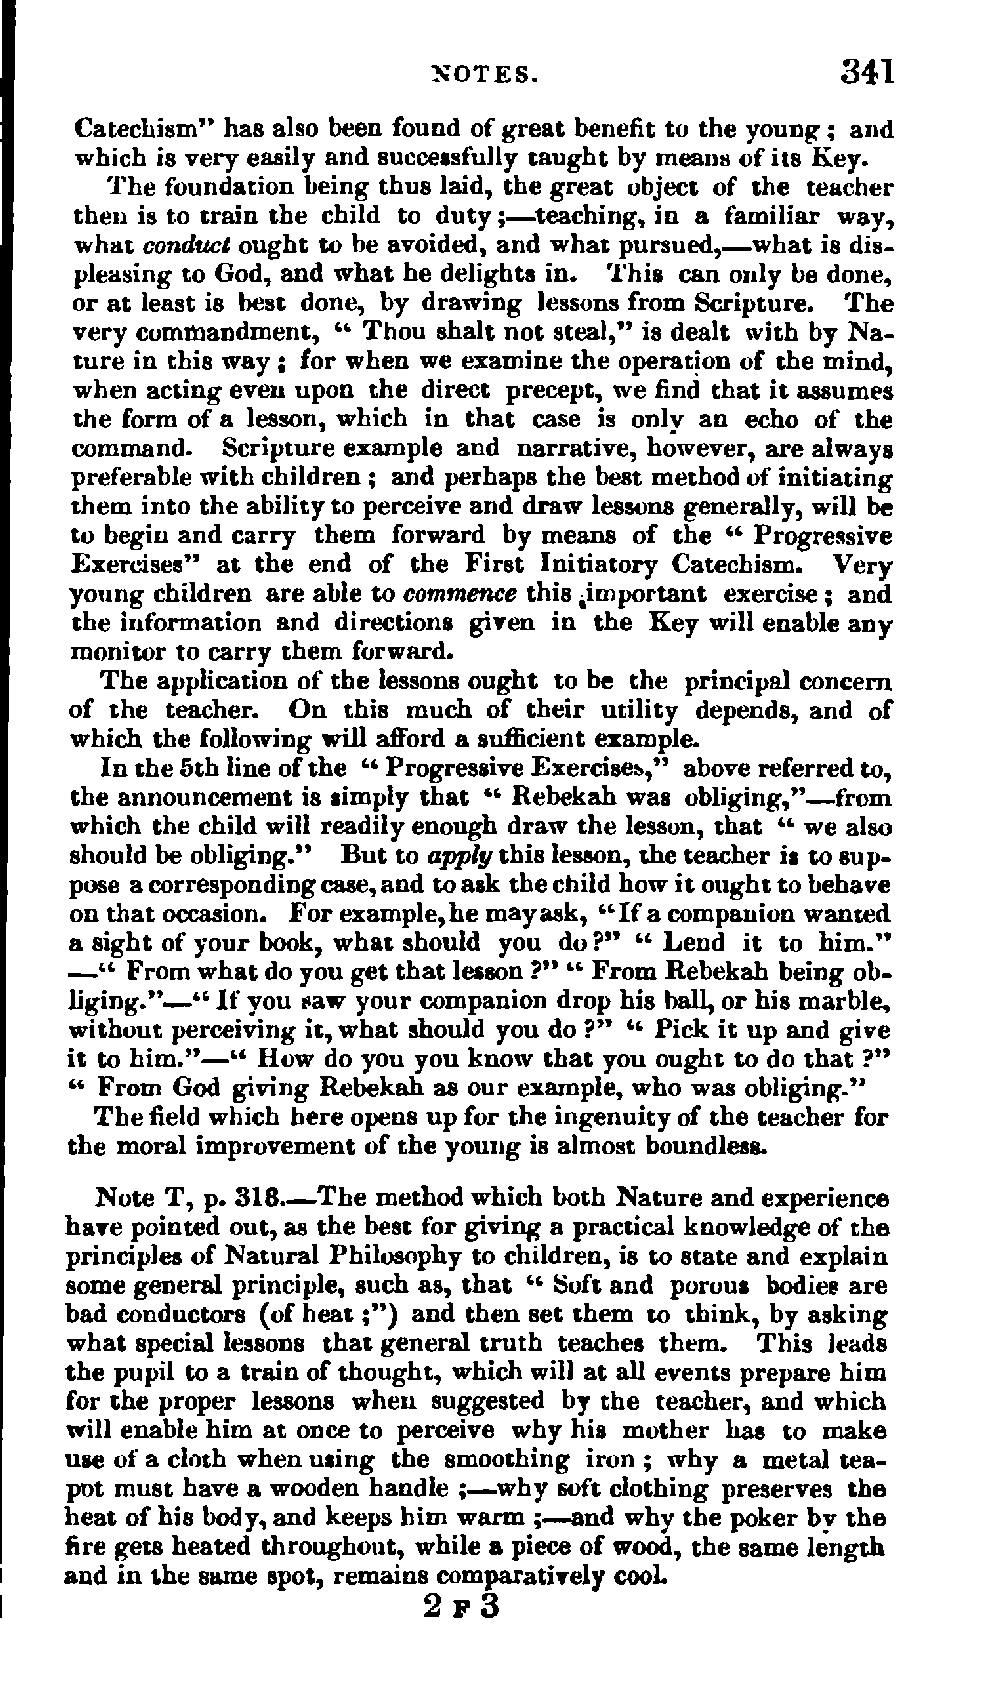 NOTES. 341
Catechism" has also been found of great benefit to the young; and
which is very easily and successfully taught by means of its Key.
The foundation being thus laid, the great object of the teacher
then is to train the child to duty;—teaching, in a familiar way,
what conduct ought to be avoided, and what pursued,—what is dis-
pleasing to God, and what he delights in. This can only be done,
or at least is best done, by drawing lessons from Scripture. The
very commandment, "Thou shalt not steal," is dealt with by Na-
ture in this way; for when we examine the operation of the mind,
when acting even upon the direct precept, we find that it assumes
the form of a lesson, which in that case is only an echo of the
command. Scripture example and narrative, however, are always
preferable with children; and perhaps the best method of initiating
them into the ability to perceive and draw lessons generally, will be
to begin and carry them forward by means of the "Progressive
Exercises" at the end of the First Initiatory Catechism. Very
young children are able to commence this important exercise; and
the information and directions given in the Key will enable any
monitor to carry them forward.
The application of the lessons ought to be the principal concern
of the teacher. On this much of their utility depends, and of
which the following will afford a sufficient example.
In the 5th line of the "Progressive Exercises," above referred to,
the announcement is simply that "Rebekah was obliging,"—from
which the child will readily enough draw the lesson, that "we also
should be obliging." But to apply this lesson, the teacher is to sup-
pose a corresponding case, and to ask the child how it ought to behave
on that occasion. For example, he may ask, "If a companion wanted
a sight of your book, what should you do?" "Lend it to him."
—"From what do you get that lesson?" "From Rebekah being ob-
liging."—"If you saw your companion drop his ball, or his marble,
without perceiving it, what should you do?" "Pick it up and give
it to him."—"How do you you know that you ought to do that?"
"From God giving Rebekah as our example, who was obliging."
The field which here opens up for the ingenuity of the teacher for
the moral improvement of the young is almost boundless.
Note T, p. 318.—The method which both Nature and experience
have pointed out, as the best for giving a practical knowledge of the
principles of Natural Philosophy to children, is to state and explain
some general principle, such as, that "Soft and porous bodies are
bad conductors (of heat;") and then set them to think, by asking
what special lessons that general truth teaches them. This leads
the pupil to a train of thought, which will at all events prepare him
for the proper lessons when suggested by the teacher, and which
will enable him at once to perceive why his mother has to make
use of a cloth when using the smoothing iron; why a metal tea-
pot must have a wooden handle;—why soft clothing preserves the
heat of his body, and keeps him warm;—and why the poker by the
fire gets heated throughout, while a piece of wood, the same length
and in the same spot, remains comparatively cool.
2 F 3